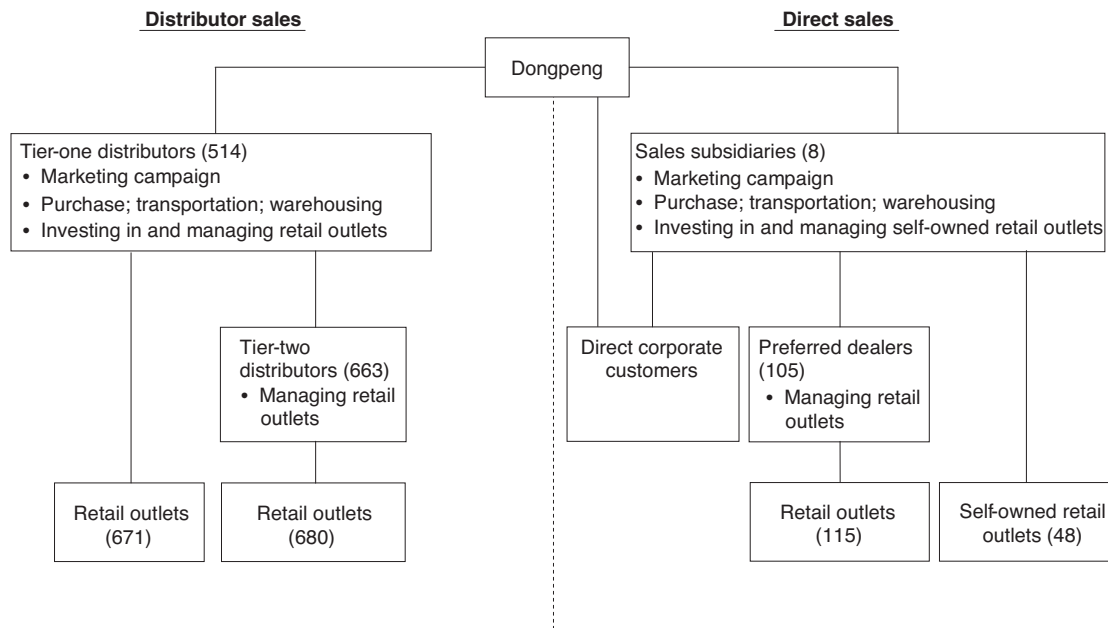 Distributor sales
Direct sales
Dongpeng
Tier-one distributors (514)
• Marketing campaign
• Purchase; transportation; warehousing
• Investing in and managing retail outlets
Sales subsidiaries (8)
• Marketing campaign
• Purchase; transportation; warehousing
• Investing in and managing self-owned retail outlets
Tier-two
distributors (663)
• Managing retail
outlets
Direct corporate
customers
Preferred dealers
(105)
• Managing retail
outlets
Retail outlets
(671)
Retail outlets
(680)
Retail outlets
(115)
Self-owned retail
outlets (48)